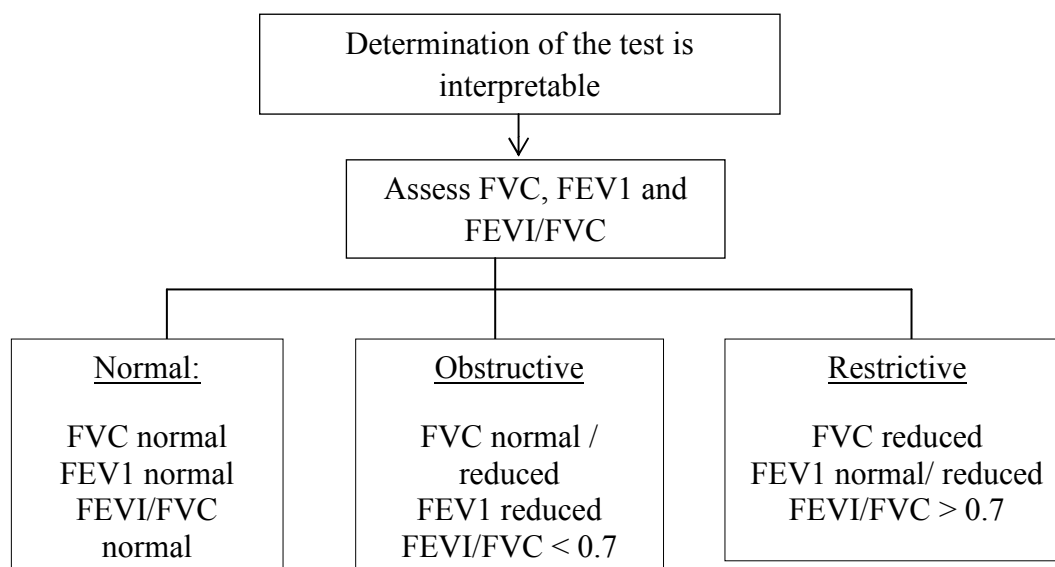 Determination of the test is
interpretable
Assess FVC, FEV1 and
FEVI/FVC
Normal:
FVC normal
FEV1 normal
FEVI/FVC
normal
Obstructive
FVC normal /
reduced
FEV1 reduced
FEVI/FVC < 0.7
Restrictive
FVC reduced
FEV1 normal/ reduced
FEVI/FVC > 0.7